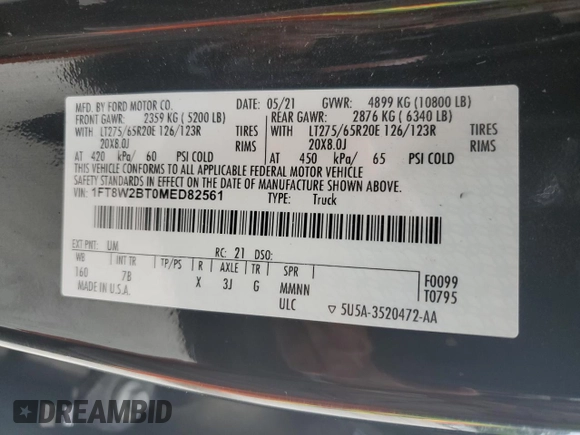 MFD. BY FORD MOTOR CO. DATE: 05/21 GVWR: 4899 KG (10800 LB)
FRONT GAWR: 2359 KG ( 5200 LB) REAR GAWR: 2876 KG ( 6340 LB)
WITH LT275/65R20E 126/123R TIRES WITH LT275/65R20E 126/123R TIRES
20X8.0J RIMS 20X8.0J RIMS
AT 420 kPa/ 60 PSI COLD AT 450 kPa/ 65 PSI COLD
THIS VEHICLE CONFORMS TO ALL APPLICABLE FEDERAL MOTOR VEHICLE
SAFETY STANDARDS IN EFFECT ON THE DATE OF MANUFACTURE SHOWN ABOVE.
VIN: 1FT8W2BT0MED82561 TYPE: Truck
EXT PNT: UM RC: 21 DSO:
WB INT TR TP/PS R AXLE TR SPR
160 7B X 3J G MMNN F0099
MADE IN U.S.A. ULC T0795
▽ 5U5A-3520472-AA
DREAMBID